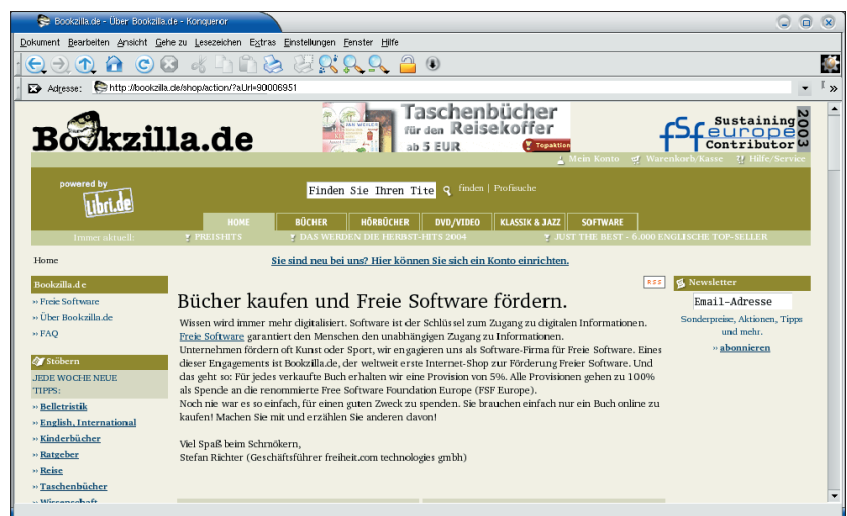 Bookzilla.de - Über Bookzilla.de - Konqueror
Dokument Bearbeiten Ansicht Gehe zu Lesezeichen Extras Einstellungen Fenster Hilfe
Adresse: http://bookzilla.de/shop/action/?aUrl=90006951
Bookzilla.de
Taschenbücher
für den Reisekoffer
ab 5 EUR
Topaktion
fsf europe
Sustaining
Contributor
2003
Mein Konto Warenkorb/Kasse Hilfe/Service
powered by
Libri.de
Finden Sie Ihren Tite finden | Profisuche
HOME BÜCHER HÖRBÜCHER DVD/VIDEO KLASSIK & JAZZ SOFTWARE
Immer aktuell: PREISHITS DAS WERDEN DIE HERBST-HITS 2004 JUST THE BEST - 6.000 ENGLISCHE TOP-SELLER
Home
Sie sind neu bei uns? Hier können Sie sich ein Konto einrichten.
Bookzilla.de
» Freie Software
» Über Bookzilla.de
» FAQ
Stöbern
JEDE WOCHE NEUE
TIPPS:
» Belletristik
» English, International
» Kinderbücher
» Ratgeber
» Reise
» Taschenbücher
» Wissenschaft
RSS
Bücher kaufen und Freie Software fördern.
Wissen wird immer mehr digitalisiert. Software ist der Schlüssel zum Zugang zu digitalen Informationen.
Freie Software garantiert den Menschen den unabhängigen Zugang zu Informationen.
Unternehmen fördern oft Kunst oder Sport, wir engagieren uns als Software-Firma für Freie Software. Eines
dieser Engagements ist Bookzilla.de, der weltweit erste Internet-Shop zur Förderung Freier Software. Und
das geht so: Für jedes verkaufte Buch erhalten wir eine Provision von 5%. Alle Provisionen gehen zu 100%
als Spende an die renommierte Free Software Foundation Europe (FSF Europe).
Noch nie war es so einfach, für einen guten Zweck zu spenden. Sie brauchen einfach nur ein Buch online zu
kaufen! Machen Sie mit und erzählen Sie anderen davon!
Viel Spaß beim Schmökern,
Stefan Richter (Geschäftsführer freiheit.com technologies gmbh)
Newsletter
Email-Adresse
Sonderpreise, Aktionen, Tipps
und mehr.
» abonnieren